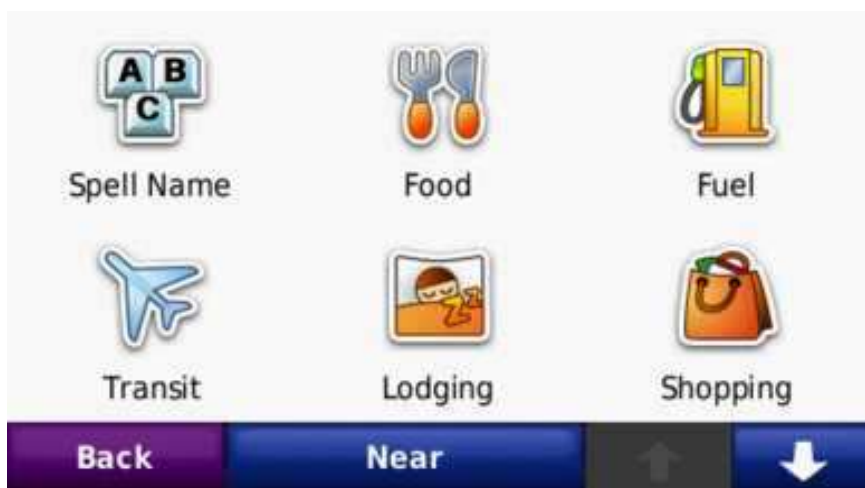 A B
C
Spell Name Food Fuel
Transit Lodging Shopping
Back Near